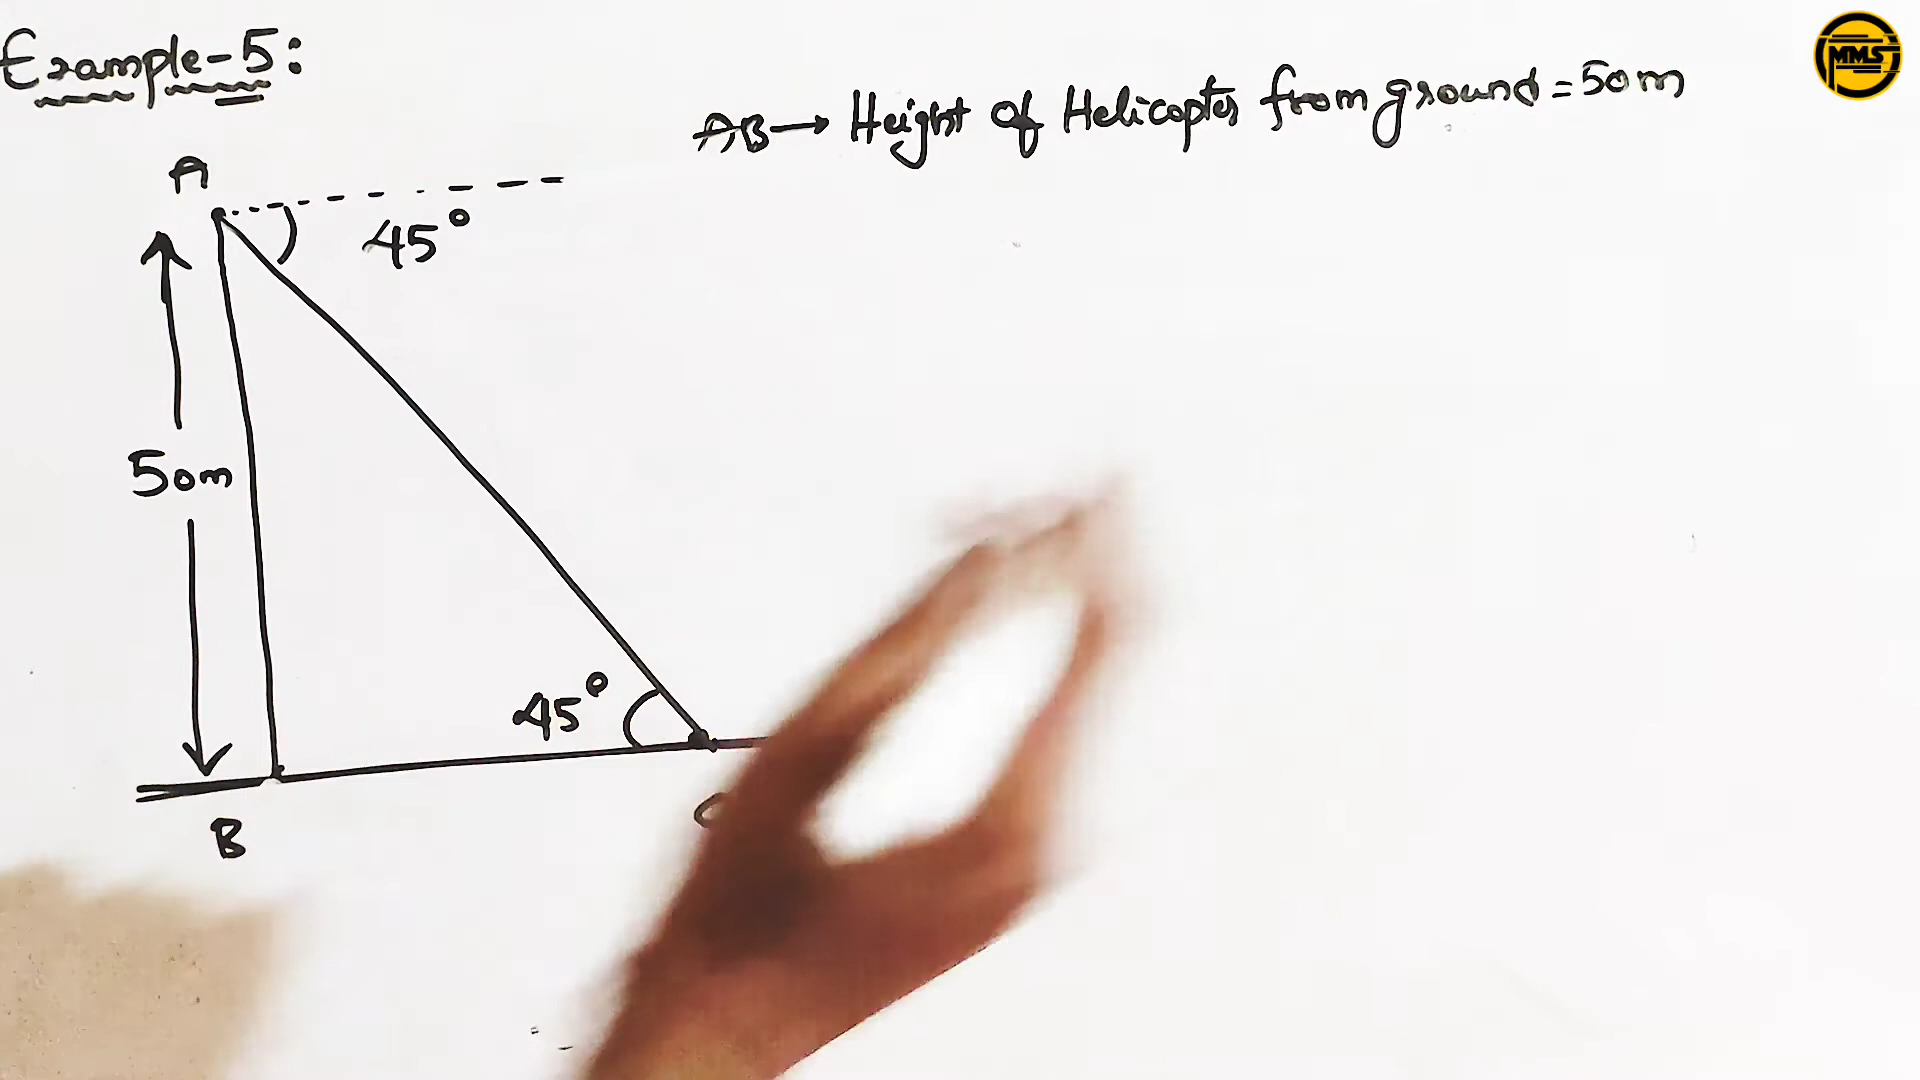 Example-5:
MMS
AB → Height of Helicopter from ground = 50m
A
45°
50m
45°
B
C